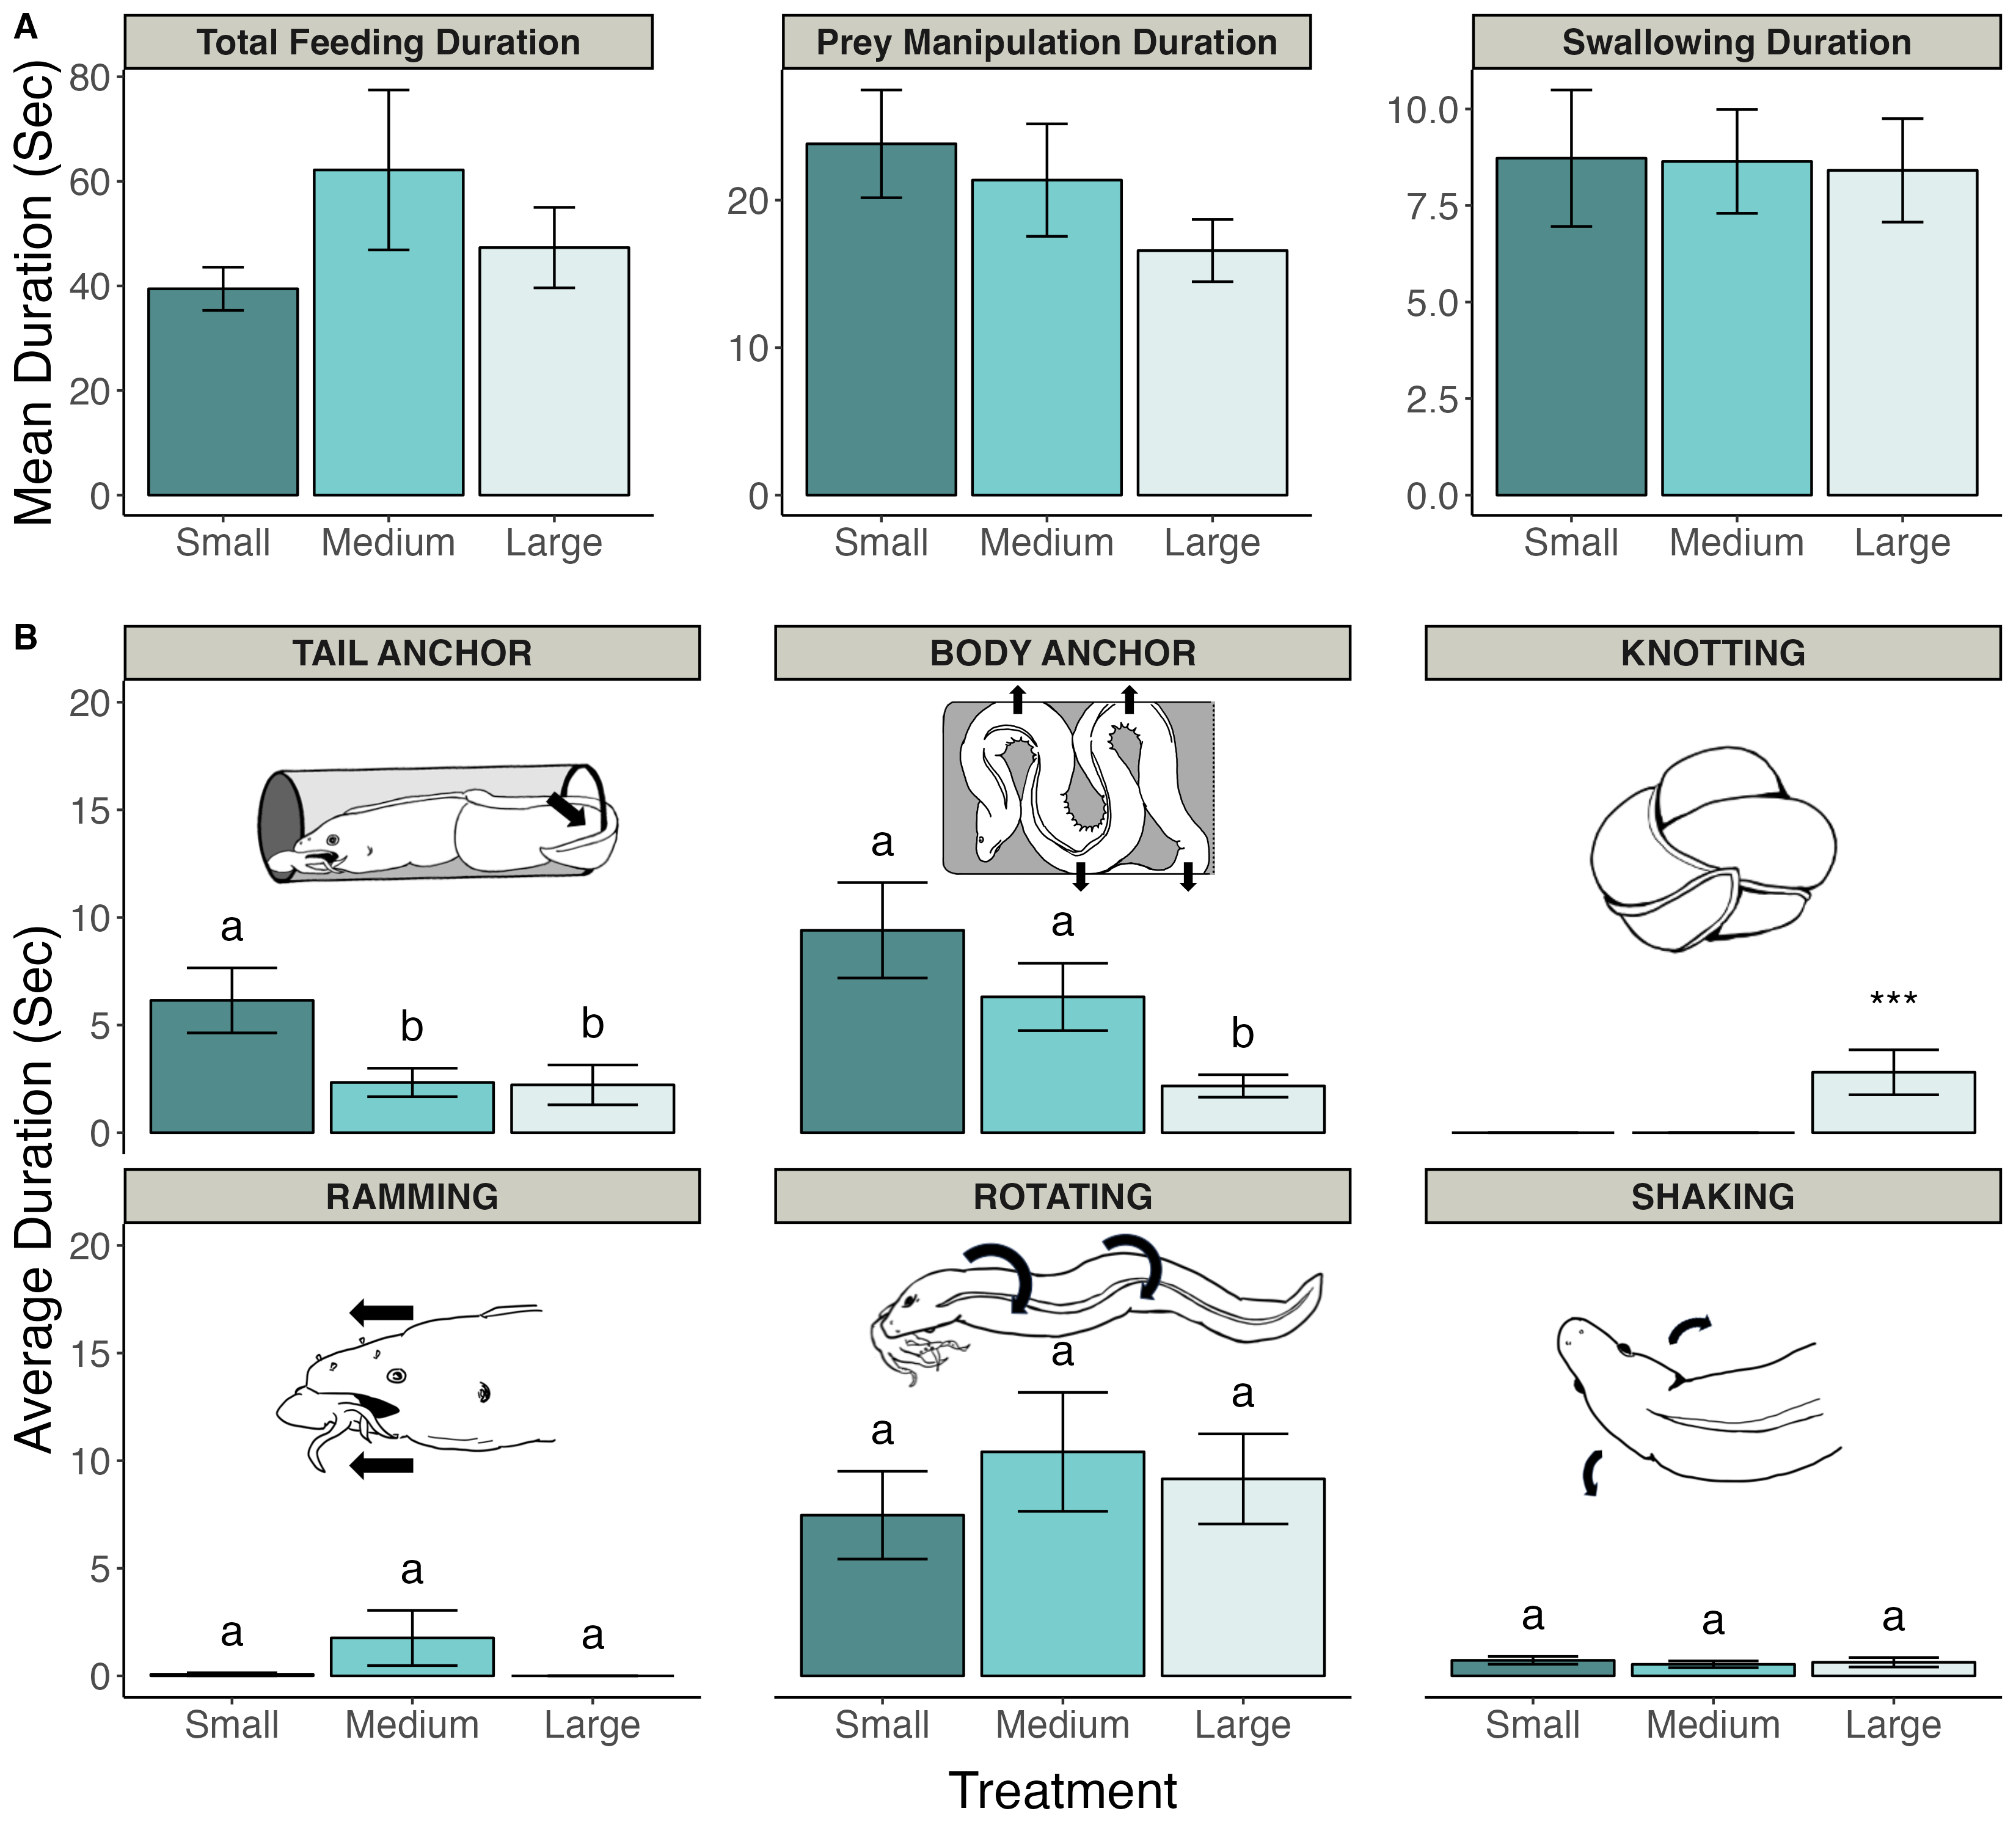 A
Total Feeding Duration
Prey Manipulation Duration
Swallowing Duration
Mean Duration (Sec)
80
60
40
20
0
20
10
0
10.0
7.5
5.0
2.5
0.0
Small Medium Large
Small Medium Large
Small Medium Large
B
TAIL ANCHOR
BODY ANCHOR
KNOTTING
Average Duration (Sec)
20
15
10
5
0
a
b
b
a
a
b
***
RAMMING
ROTATING
SHAKING
20
15
10
5
0
a
a
a
a
a
a
a
a
a
Small Medium Large
Small Medium Large
Small Medium Large
Treatment